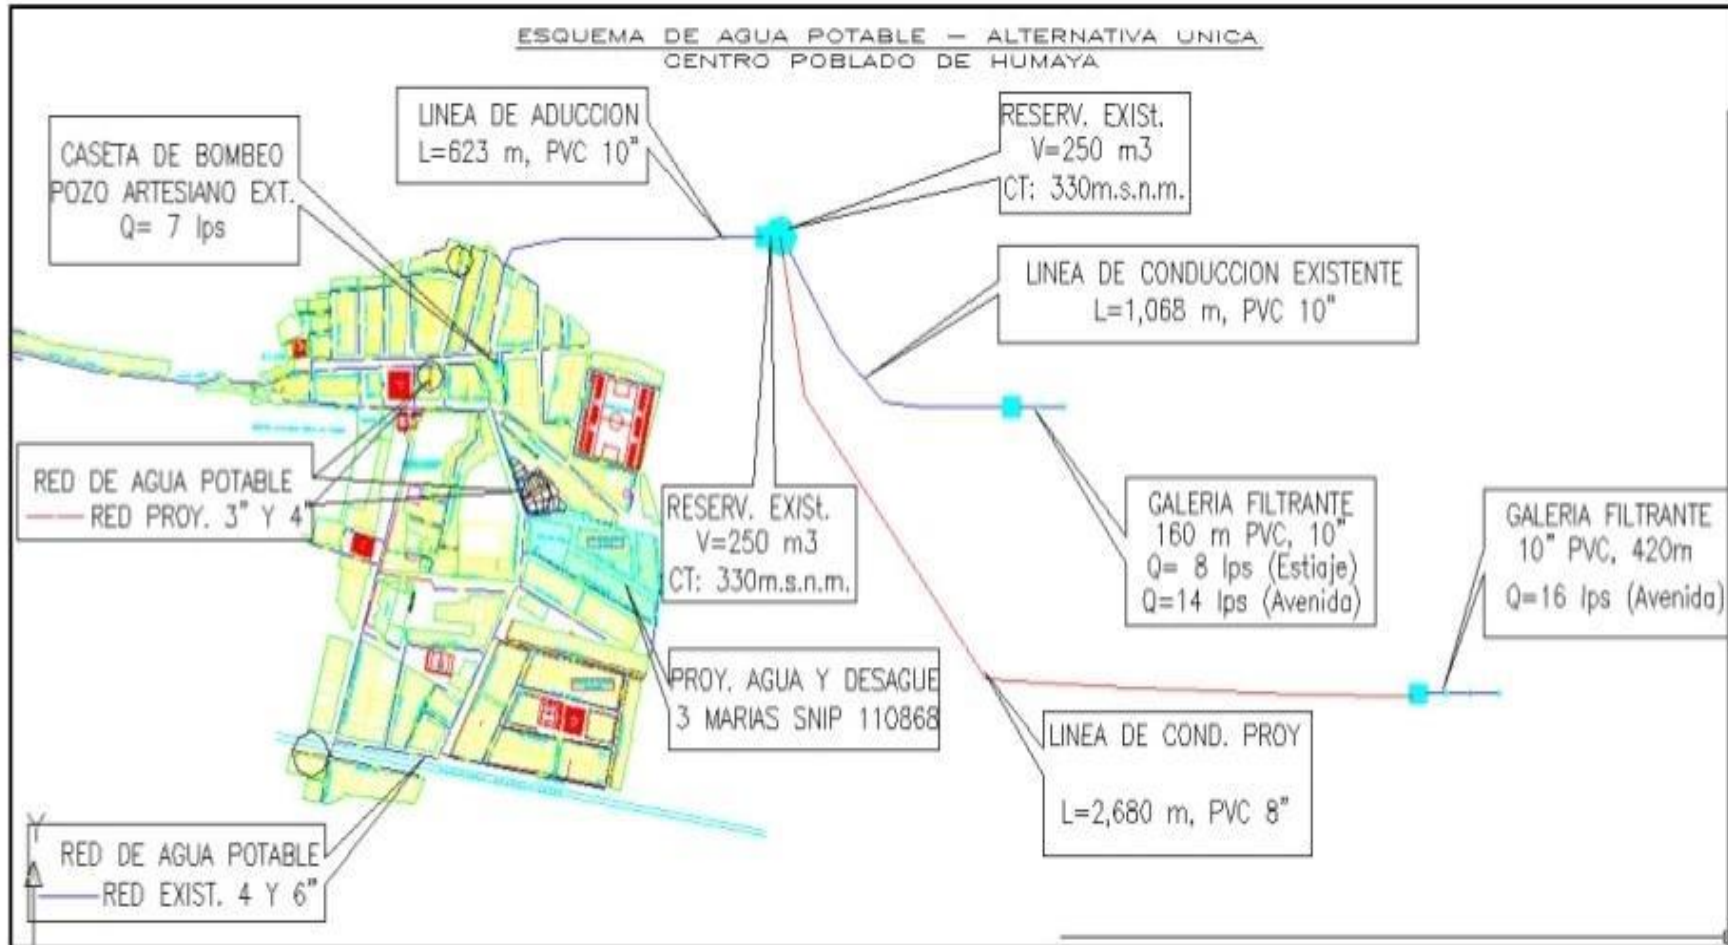 ESQUEMA DE AGUA POTABLE – ALTERNATIVA UNICA
CENTRO POBLADO DE HUMAYA
LINEA DE ADUCCION
L=623 m, PVC 10"
RESERV. EXISt.
V=250 m3
CT: 330m.s.n.m.
CASETA DE BOMBEO
POZO ARTESIANO EXT.
Q= 7 lps
LINEA DE CONDUCCION EXISTENTE
L=1,068 m, PVC 10"
RED DE AGUA POTABLE
RED PROY. 3" Y 4"
RESERV. EXISt.
V=250 m3
CT: 330m.s.n.m.
GALERIA FILTRANTE
160 m PVC, 10"
Q= 8 lps (Estiaje)
Q=14 lps (Avenida)
GALERIA FILTRANTE
10" PVC, 420m
Q=16 lps (Avenida)
PROY. AGUA Y DESAGUE
3 MARIAS SNIP 110868
LINEA DE COND. PROY
L=2,680 m, PVC 8"
RED DE AGUA POTABLE
RED EXIST. 4 Y 6"
Y